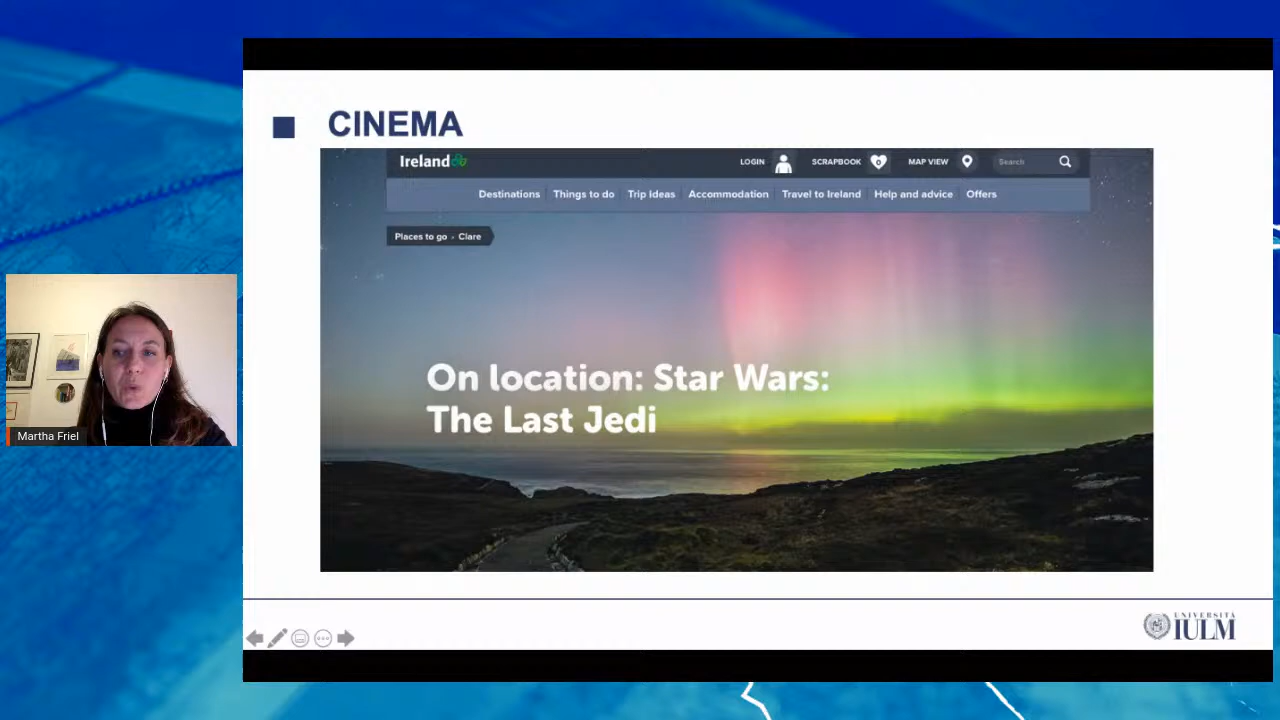 CINEMA
Ireland
LOGIN
SCRAPBOOK
0
MAP VIEW
Search
Destinations
Things to do
Trip Ideas
Accommodation
Travel to Ireland
Help and advice
Offers
Places to go - Clare
On location: Star Wars:
The Last Jedi
Martha Friel
UNIVERSITÀ
IULM